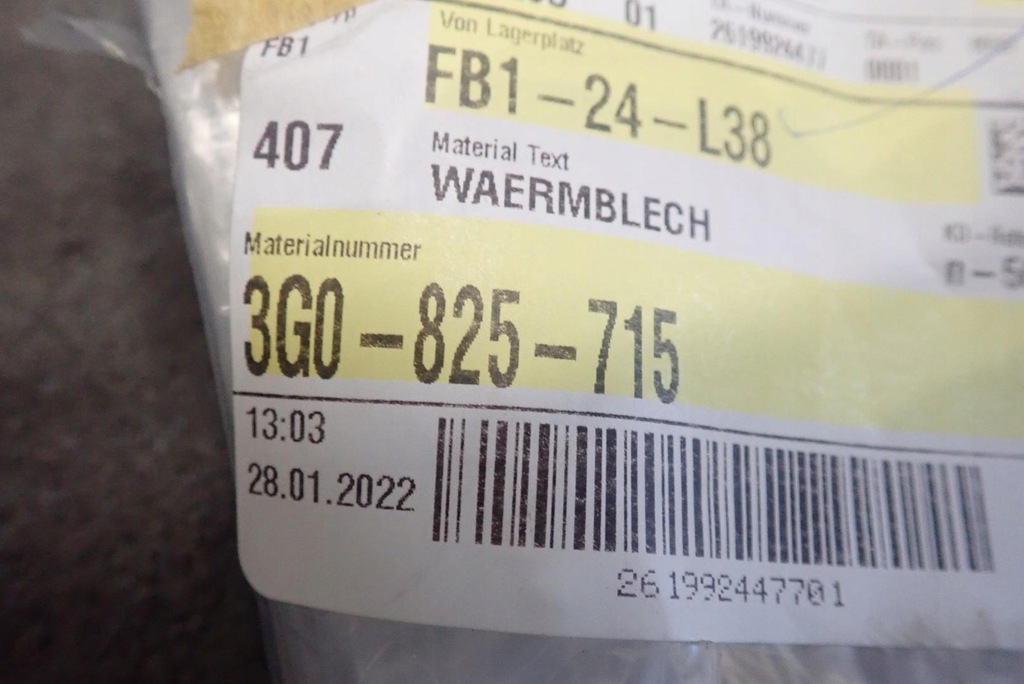 01
FB1
Von Lagerplatz
FB1-24-L38
407
Material Text
WAERMBLECH
Materialnummer
3G0-825-715
13:03
28.01.2022
261992447701